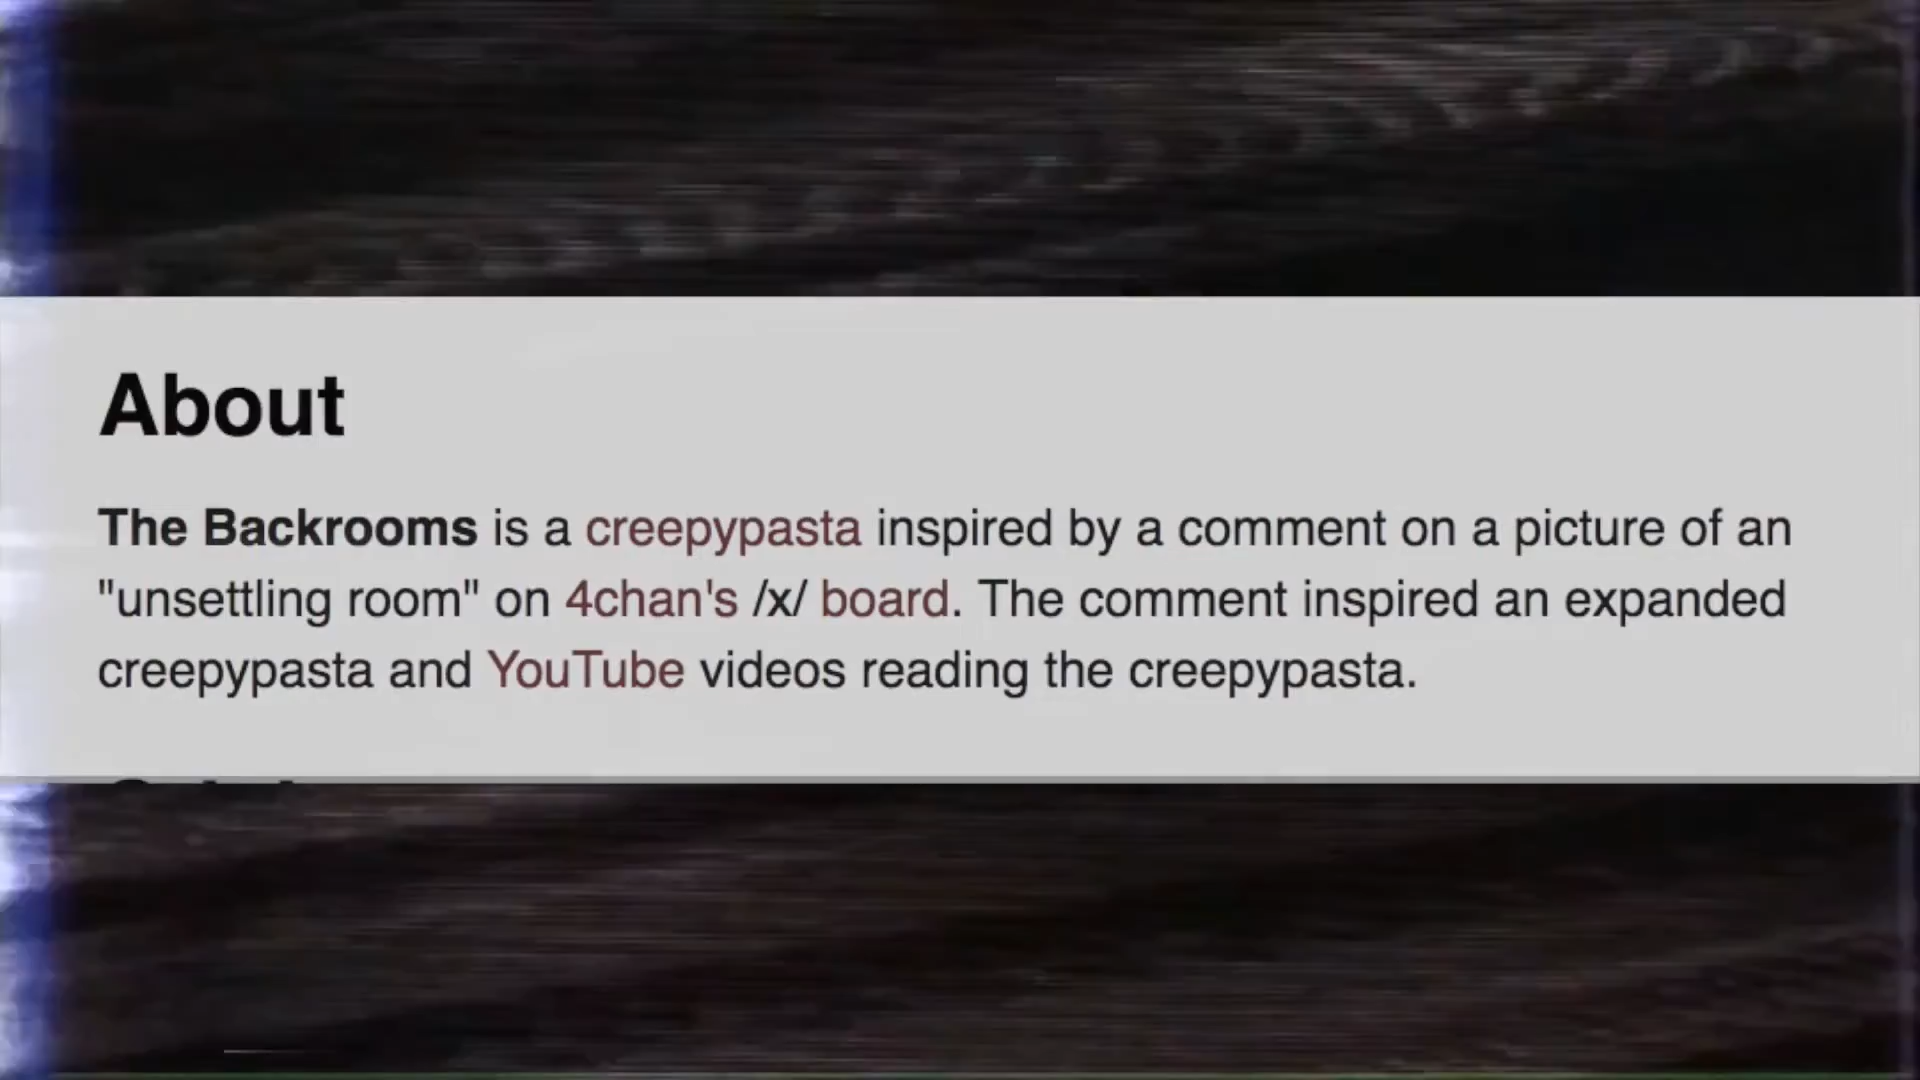 About
The Backrooms is a creepypasta inspired by a comment on a picture of an
"unsettling room" on 4chan's /x/ board. The comment inspired an expanded
creepypasta and YouTube videos reading the creepypasta.